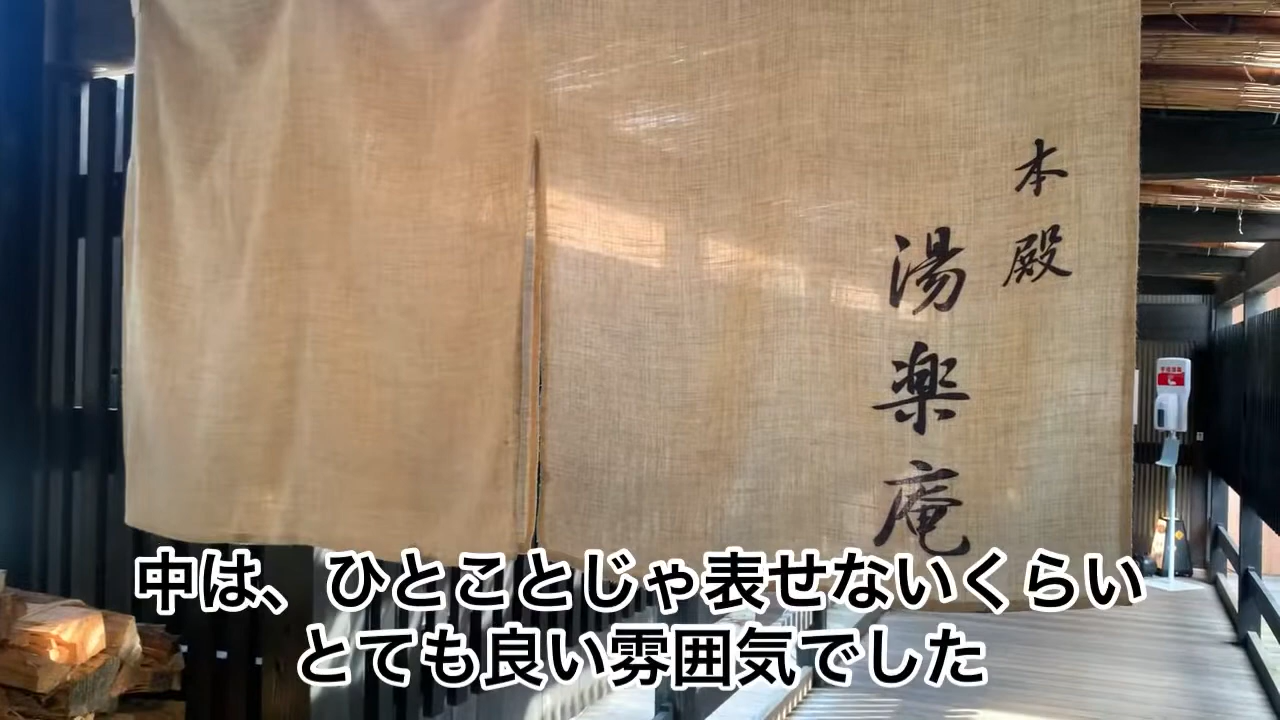 本殿
湯楽庵
中は、ひとことじゃ表せないくらい
とても良い雰囲気でした